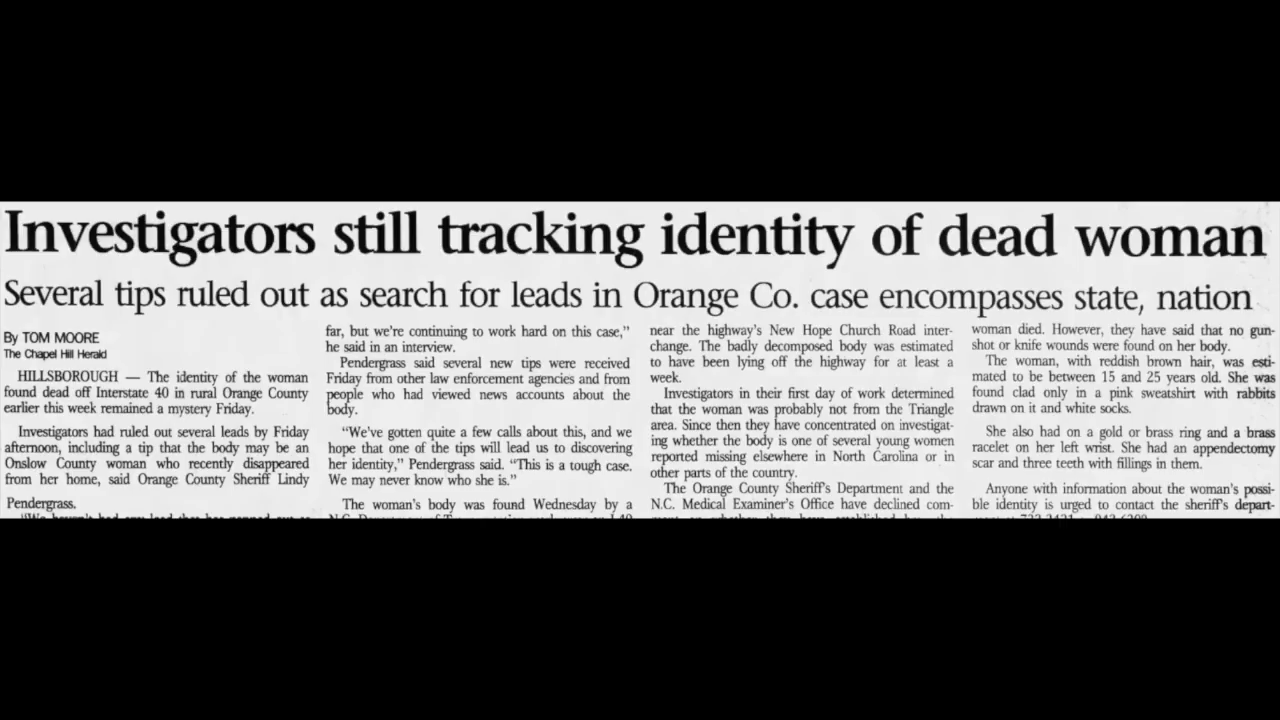 Investigators still tracking identity of dead woman
Several tips ruled out as search for leads in Orange Co. case encompasses state, nation
By TOM MOORE
The Chapel Hill Herald
HILLSBOROUGH — The identity of the woman
found dead off Interstate 40 in rural Orange County
earlier this week remained a mystery Friday.
Investigators had ruled out several leads by Friday
afternoon, including a tip that the body may be an
Onslow County woman who recently disappeared
from her home, said Orange County Sheriff Lindy
Pendergrass.
far, but we're continuing to work hard on this case,"
he said in an interview.
Pendergrass said several new tips were received
Friday from other law enforcement agencies and from
people who had viewed news accounts about the
body.
"We've gotten quite a few calls about this, and we
hope that one of the tips will lead us to discovering
her identity," Pendergrass said. "This is a tough case.
We may never know who she is."
The woman's body was found Wednesday by a
near the highway's New Hope Church Road inter-
change. The badly decomposed body was estimated
to have been lying off the highway for at least a
week.
Investigators in their first day of work determined
that the woman was probably not from the Triangle
area. Since then they have concentrated on investigat-
ing whether the body is one of several young women
reported missing elsewhere in North Carolina or in
other parts of the country.
The Orange County Sheriff's Department and the
N.C. Medical Examiner's Office have declined com-
woman died. However, they have said that no gun-
shot or knife wounds were found on her body.
The woman, with reddish brown hair, was esti-
mated to be between 15 and 25 years old. She was
found clad only in a pink sweatshirt with rabbits
drawn on it and white socks.
She also had on a gold or brass ring and a brass
racelet on her left wrist. She had an appendectomy
scar and three teeth with fillings in them.
Anyone with information about the woman's possi-
ble identity is urged to contact the sheriff's depart-